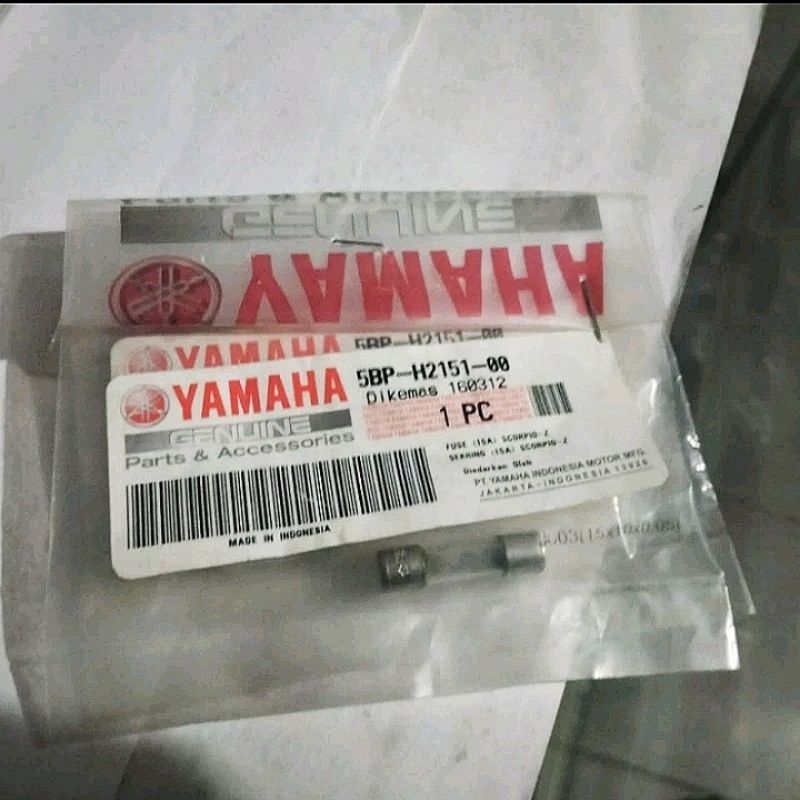 GENUINE
YAMAHA
YAMAHA 5BP-H2151-00
YAMAHA 5BP-H2151-00
Dikemas 160312
1 PC
GENUINE
Parts & Accessories
FUSE (15A) SCORPIO-Z
SEKRING (15A) SCORPIO-Z
Diedarkan Oleh
PT. YAMAHA INDONESIA MOTOR MFG.
JAKARTA-INDONESIA 13920
MADE IN INDONESIA